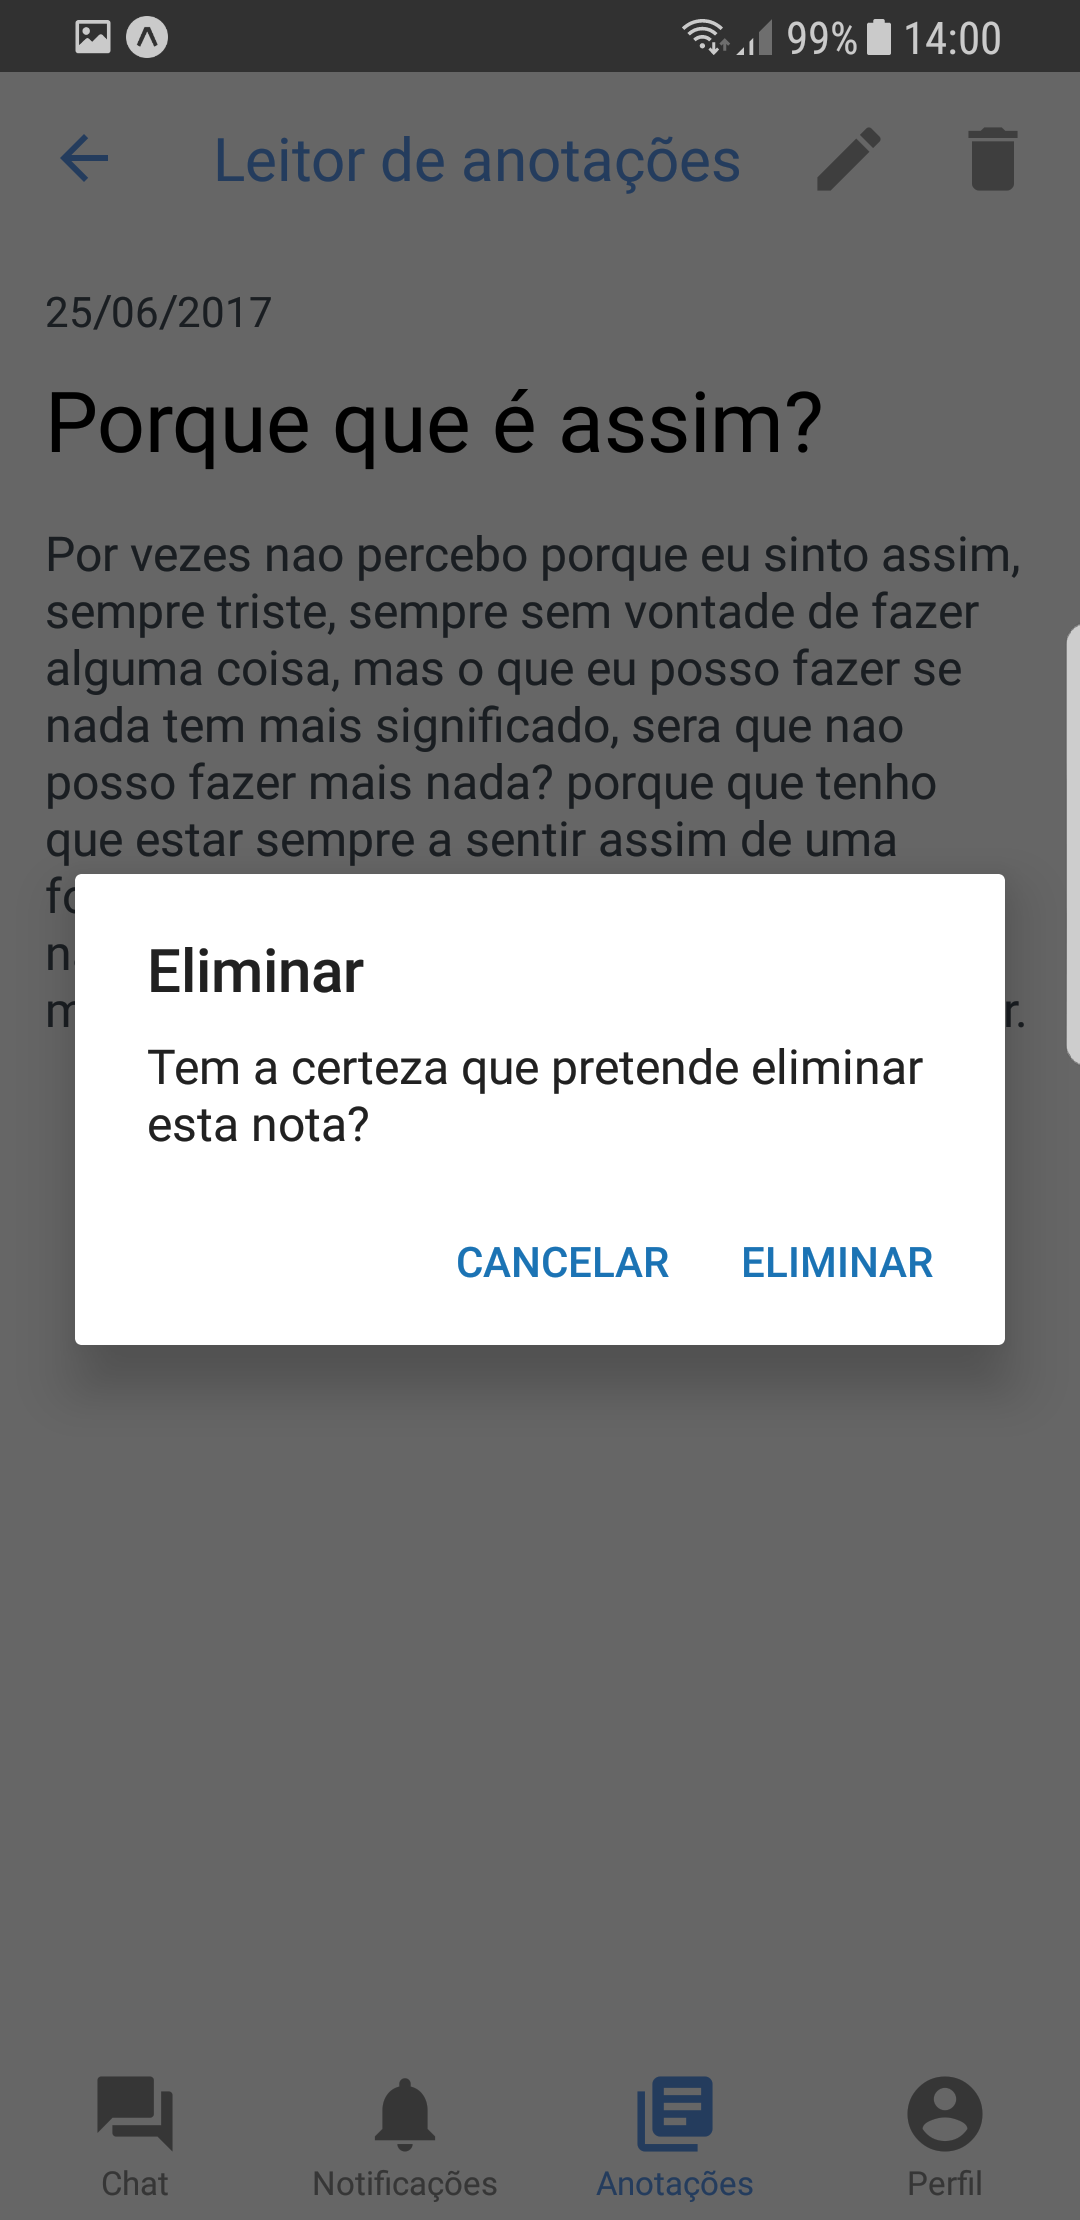 99% 14:00
Leitor de anotações
25/06/2017
Porque que é assim?
Por vezes nao percebo porque eu sinto assim,
sempre triste, sempre sem vontade de fazer
alguma coisa, mas o que eu posso fazer se
nada tem mais significado, sera que nao
posso fazer mais nada? porque que tenho
que estar sempre a sentir assim de uma
Eliminar
Tem a certeza que pretende eliminar
esta nota?
CANCELAR ELIMINAR
Chat Notificações Anotações Perfil